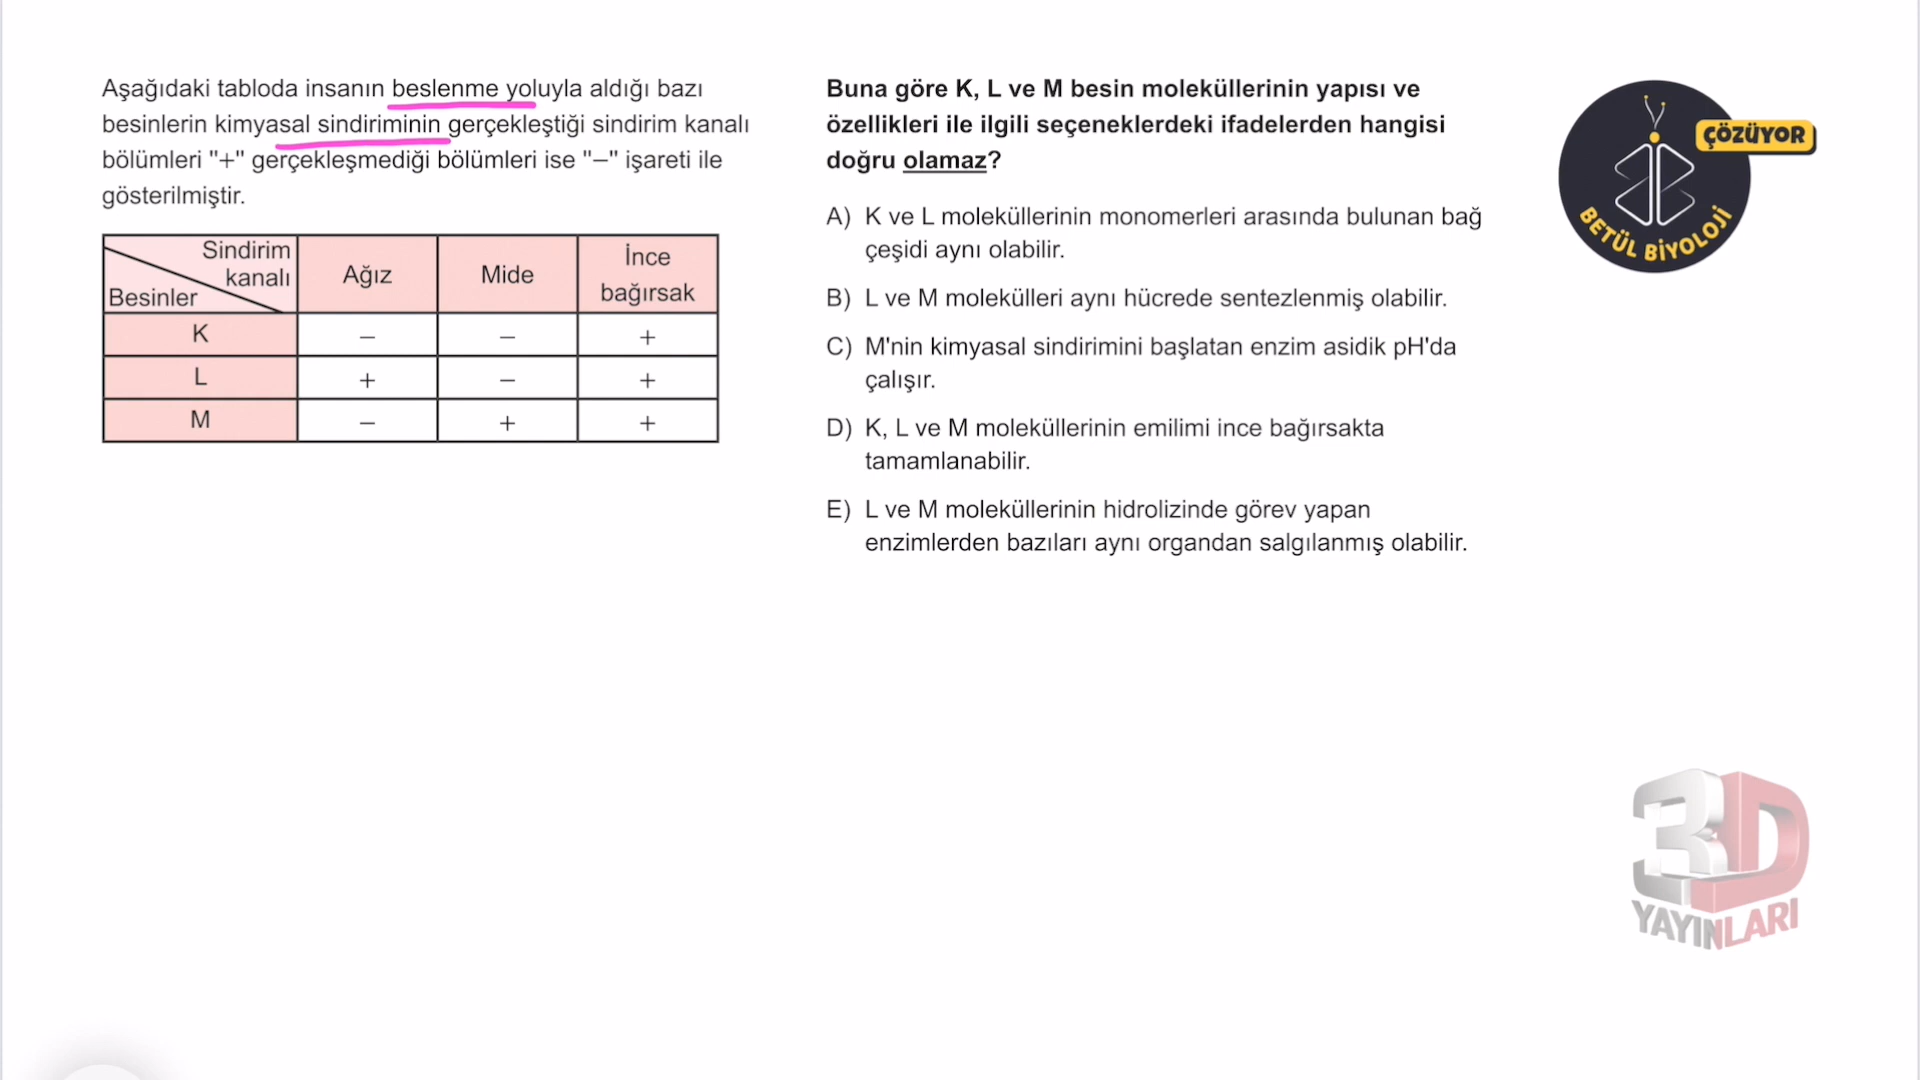 Aşağıdaki tabloda insanın beslenme yoluyla aldığı bazı
besinlerin kimyasal sindiriminin gerçekleştiği sindirim kanalı
bölümleri "+" gerçekleşmediği bölümleri ise "–" işareti ile
gösterilmiştir.
Sindirim kanalı
Besinler
Ağız
Mide
İnce bağırsak
K – – +
L + – +
M – + +
Buna göre K, L ve M besin moleküllerinin yapısı ve
özellikleri ile ilgili seçeneklerdeki ifadelerden hangisi
doğru olamaz?
A) K ve L moleküllerinin monomerleri arasında bulunan bağ
çeşidi aynı olabilir.
B) L ve M molekülleri aynı hücrede sentezlenmiş olabilir.
C) M'nin kimyasal sindirimini başlatan enzim asidik pH'da
çalışır.
D) K, L ve M moleküllerinin emilimi ince bağırsakta
tamamlanabilir.
E) L ve M moleküllerinin hidrolizinde görev yapan
enzimlerden bazıları aynı organdan salgılanmış olabilir.
ÇÖZÜYOR
BETÜL BİYOLOJİ
3D
YAYINLARI